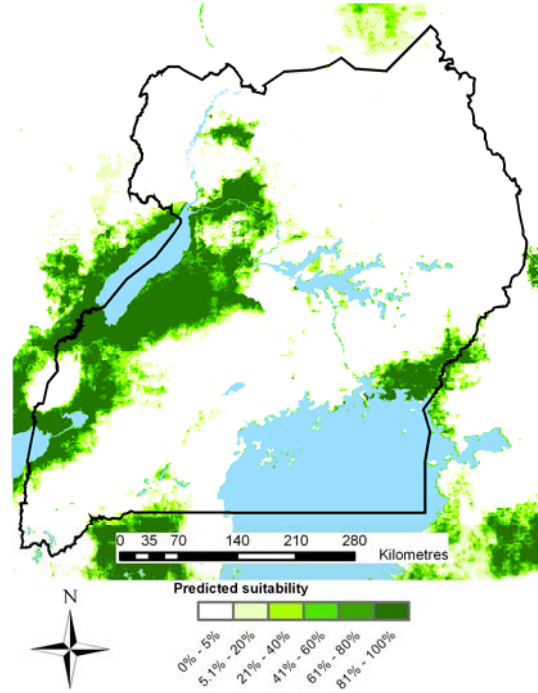 0 35 70 140 210 280
Kilometres
Predicted suitability
N
0% - 5%
5.1% - 20%
21% - 40%
41% - 60%
61% - 80%
81% - 100%